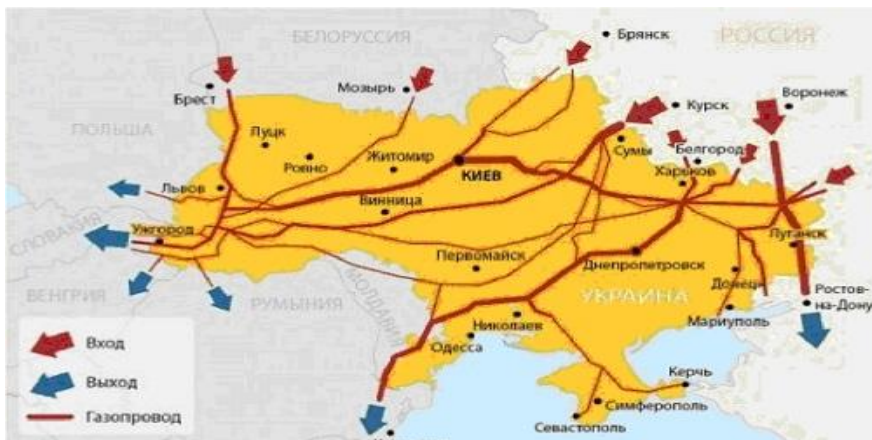 БЕЛОРУССИЯ
Брянск
РОССИЯ
Брест
Мозырь
Курск
Воронеж
ПОЛЬША
Луцк
Ровно
Житомир
КИЕВ
Сумы
Белгород
Харьков
Львов
Винница
СЛОВАКИЯ
Ужгород
Первомайск
Днепропетровск
Луганск
ВЕНГРИЯ
РУМЫНИЯ
МОЛДАВИЯ
УКРАИНА
Донецк
Ростов-
на-Дону
Мариуполь
Николаев
Одесса
Керчь
Симферополь
Севастополь
Вход
Выход
Газопровод